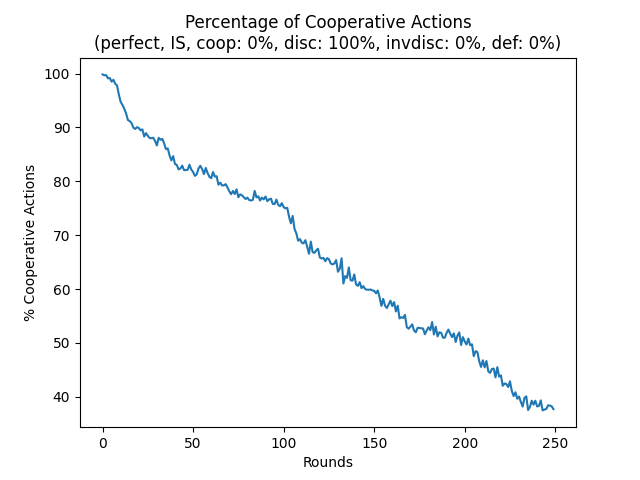 Percentage of Cooperative Actions
(perfect, IS, coop: 0%, disc: 100%, invdisc: 0%, def: 0%)
100
90
80
70
60
50
40
% Cooperative Actions
0 50 100 150 200 250
Rounds